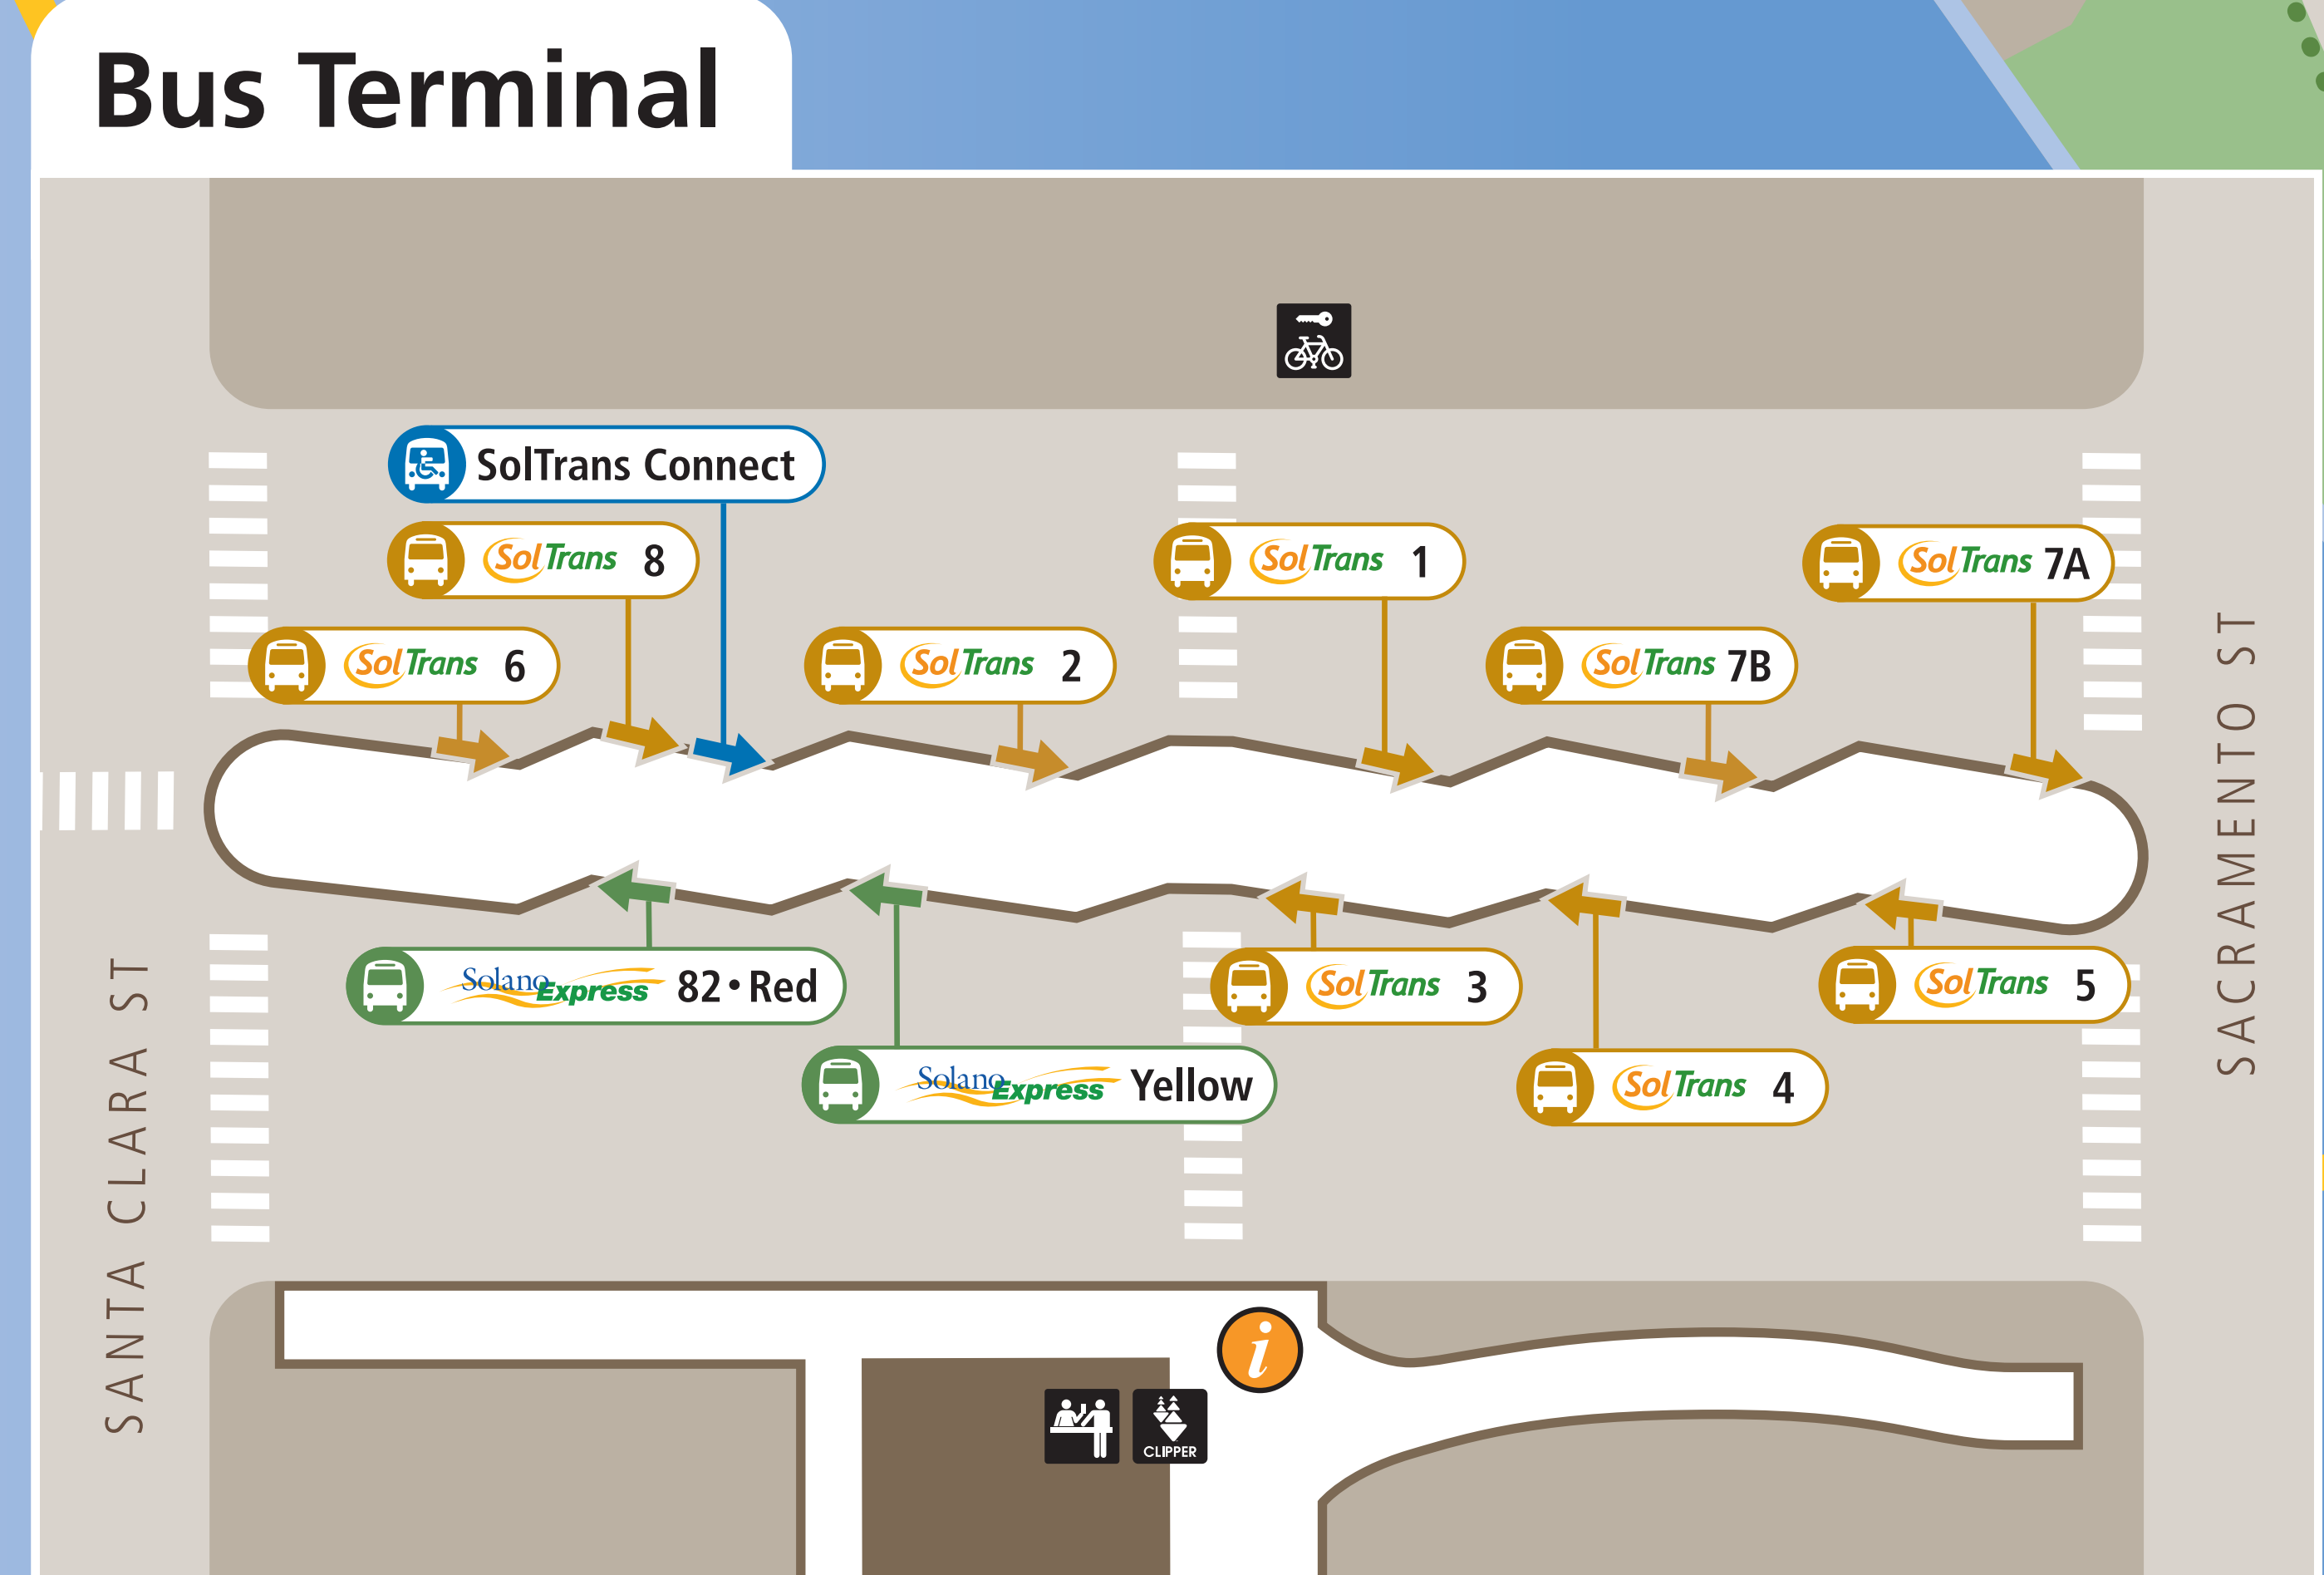 Bus Terminal
SolTrans Connect
SolTrans 8
SolTrans 1
SolTrans 7A
SolTrans 6
SolTrans 2
SolTrans 7B
SANTA CLARA ST
SACRAMENTO ST
Solano Express 82 • Red
SolTrans 3
SolTrans 5
Solano Express Yellow
SolTrans 4
i
CLIPPER